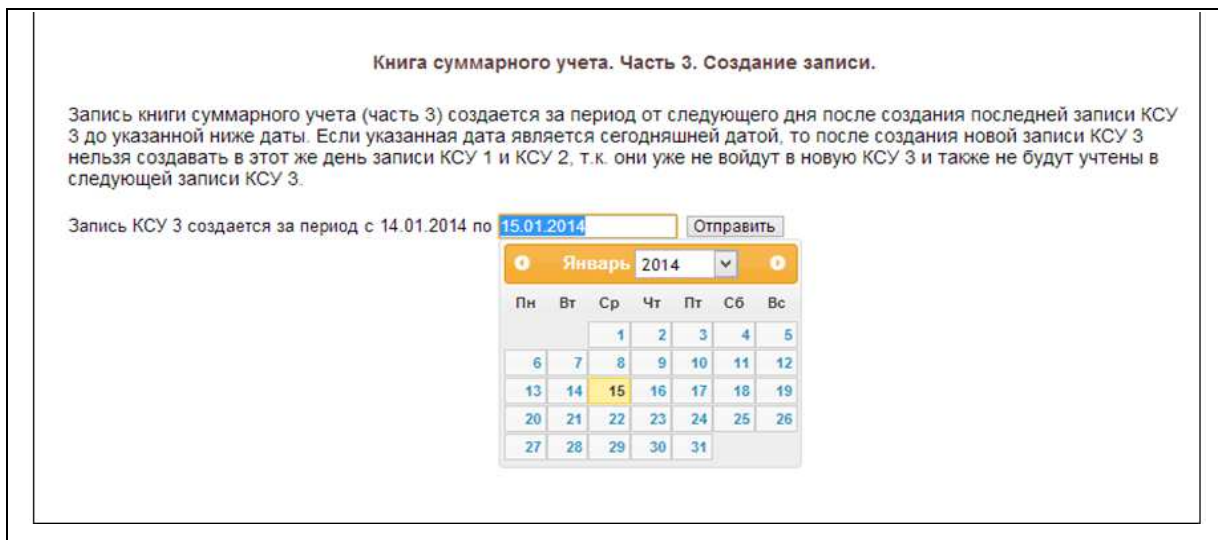 Книга суммарного учета. Часть 3. Создание записи.
Запись книги суммарного учета (часть 3) создается за период от следующего дня после создания последней записи КСУ
3 до указанной ниже даты. Если указанная дата является сегодняшней датой, то после создания новой записи КСУ 3
нельзя создавать в этот же день записи КСУ 1 и КСУ 2, т.к. они уже не войдут в новую КСУ 3 и также не будут учтены в
следующей записи КСУ 3.
Запись КСУ 3 создается за период с 14.01.2014 по 15.01.2014 Отправить
Январь 2014
Пн Вт Ср Чт Пт Сб Вс
1 2 3 4 5
6 7 8 9 10 11 12
13 14 15 16 17 18 19
20 21 22 23 24 25 26
27 28 29 30 31